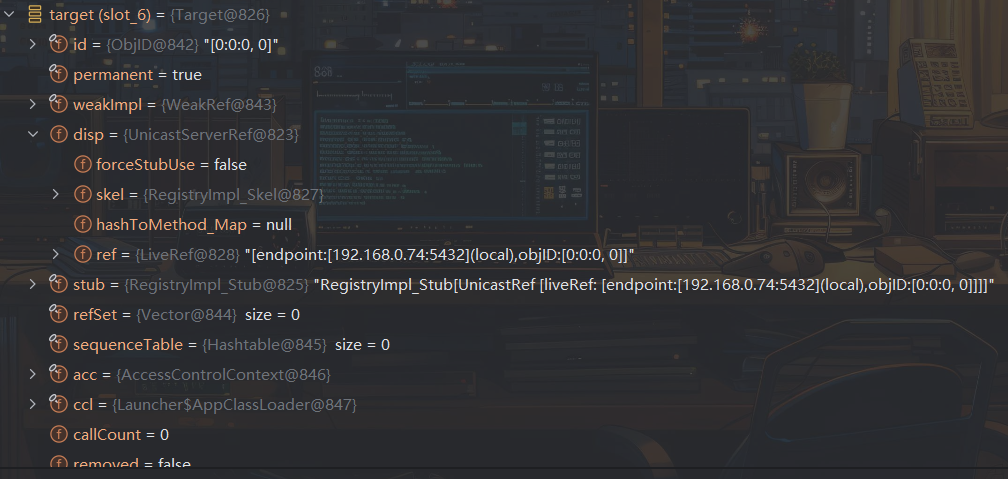 target (slot_6) = {Target@826}
f id = {ObjID@842} "[0:0:0, 0]"
f permanent = true
f weakImpl = {WeakRef@843}
f disp = {UnicastServerRef@823}
f forceStubUse = false
f skel = {RegistryImpl_Skel@827}
f hashToMethod_Map = null
f ref = {LiveRef@828} "[endpoint:[192.168.0.74:5432](local),objID:[0:0:0, 0]]"
f stub = {RegistryImpl_Stub@825} "RegistryImpl_Stub[UnicastRef [liveRef: [endpoint:[192.168.0.74:5432](local),objID:[0:0:0, 0]]]]"
f refSet = {Vector@844} size = 0
f sequenceTable = {Hashtable@845} size = 0
f acc = {AccessControlContext@846}
f ccl = {Launcher$AppClassLoader@847}
f callCount = 0
f removed = false